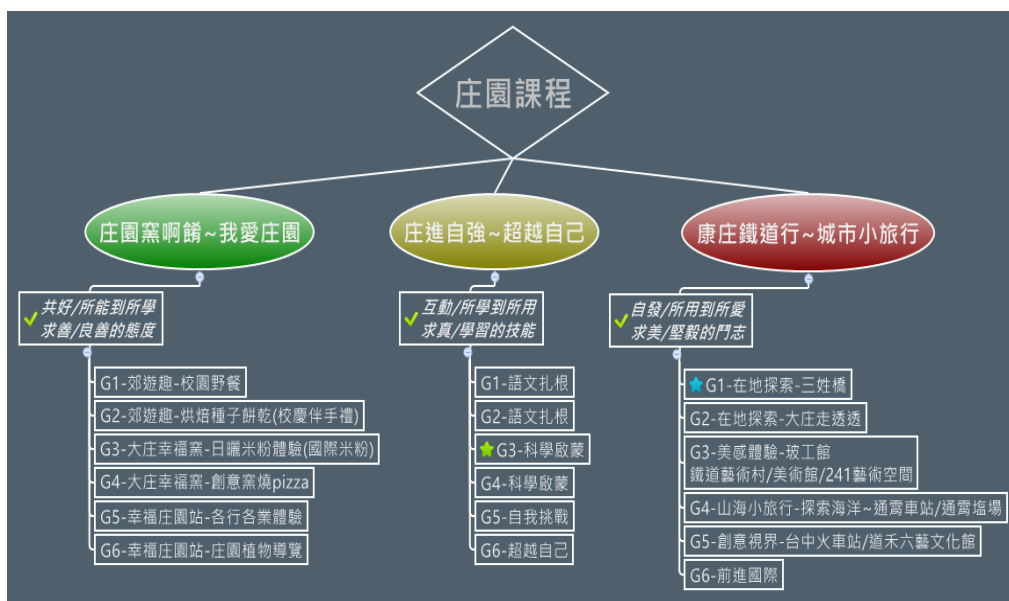 庄園課程
庄園窯啊餚~我愛庄園
共好/所能到所學
求善/良善的態度
G1-郊遊趣-校園野餐
G2-郊遊趣-烘焙種子餅乾(校慶伴手禮)
G3-大庄幸福窯-日曬米粉體驗(國際米粉)
G4-大庄幸福窯-創意窯燒pizza
G5-幸福庄園站-各行各業體驗
G6-幸福庄園站-庄園植物導覽
庄進自強~超越自己
互動/所學到所用
求真/學習的技能
G1-語文扎根
G2-語文扎根
G3-科學啟蒙
G4-科學啟蒙
G5-自我挑戰
G6-超越自己
康庄鐵道行~城市小旅行
自發/所用到所愛
求美/堅毅的鬥志
G1-在地探索-三姓橋
G2-在地探索-大庄走透透
G3-美感體驗-玻工館
鐵道藝術村/美術館/241藝術空間
G4-山海小旅行-探索海洋~通霄車站/通霄塩場
G5-創意視界-台中火車站/道禾六藝文化館
G6-前進國際